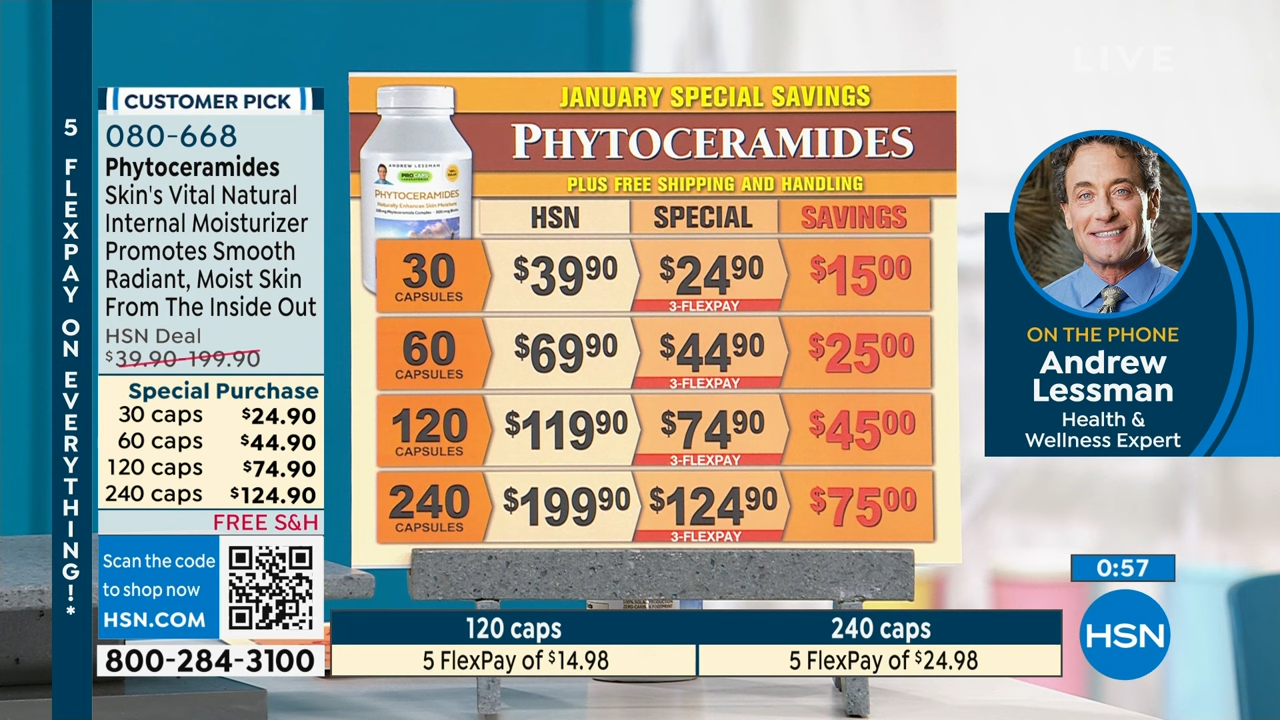 LIVE
5 FLEXPAY ON EVERYTHING!*
CUSTOMER PICK
080-668
Phytoceramides
Skin's Vital Natural
Internal Moisturizer
Promotes Smooth
Radiant, Moist Skin
From The Inside Out
HSN Deal
$39.90-199.90
Special Purchase
30 caps $24.90
60 caps $44.90
120 caps $74.90
240 caps $124.90
FREE S&H
Scan the code
to shop now
HSN.COM
800-284-3100
JANUARY SPECIAL SAVINGS
PHYTOCERAMIDES
PLUS FREE SHIPPING AND HANDLING
ANDREW LESSMAN
PROCAPS
LABORATORIES
PHYTOCERAMIDES
Naturally Enhances Skin Moisture
HSN SPECIAL SAVINGS
30 CAPSULES $39.90 $24.90 $15.00
3-FLEXPAY
60 CAPSULES $69.90 $44.90 $25.00
3-FLEXPAY
120 CAPSULES $119.90 $74.90 $45.00
3-FLEXPAY
240 CAPSULES $199.90 $124.90 $75.00
3-FLEXPAY
120 caps 240 caps
5 FlexPay of $14.98 5 FlexPay of $24.98
ON THE PHONE
Andrew
Lessman
Health &
Wellness Expert
0:57
HSN